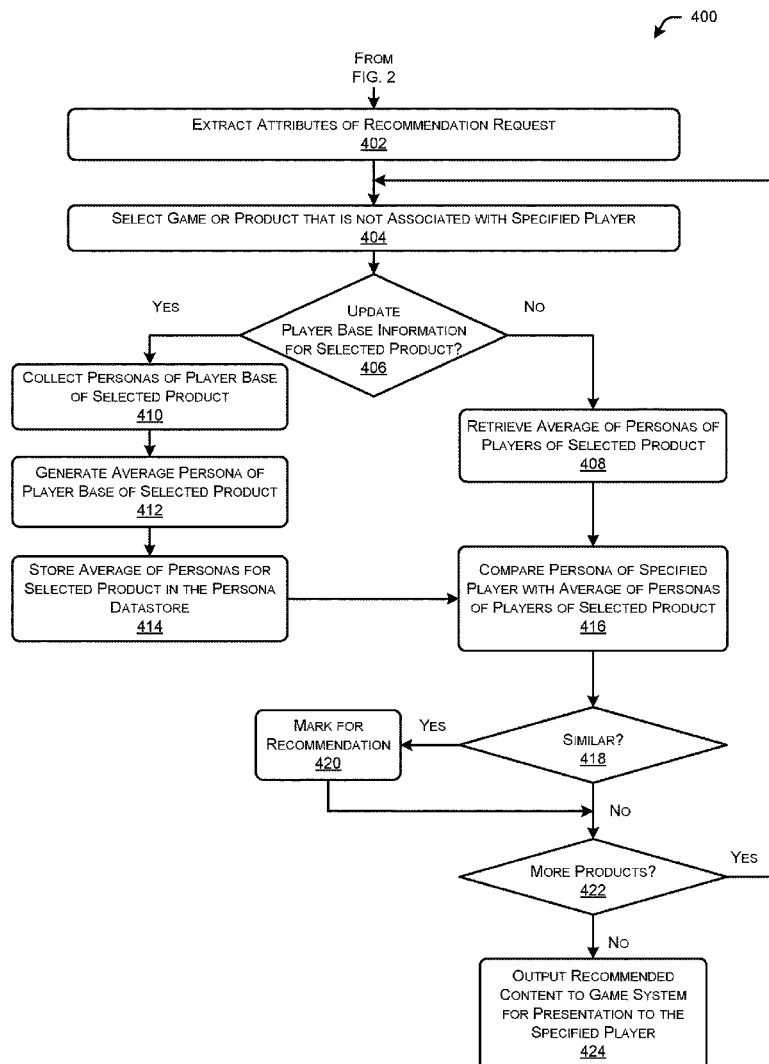 400
FROM
FIG. 2
EXTRACT ATTRIBUTES OF RECOMMENDATION REQUEST
402
SELECT GAME OR PRODUCT THAT IS NOT ASSOCIATED WITH SPECIFIED PLAYER
404
YES
NO
UPDATE
PLAYER BASE INFORMATION
FOR SELECTED PRODUCT?
406
COLLECT PERSONAS OF PLAYER BASE
OF SELECTED PRODUCT
410
RETRIEVE AVERAGE OF PERSONAS OF
PLAYERS OF SELECTED PRODUCT
408
GENERATE AVERAGE PERSONA OF
PLAYER BASE OF SELECTED PRODUCT
412
STORE AVERAGE OF PERSONAS FOR
SELECTED PRODUCT IN THE PERSONA
DATASTORE
414
COMPARE PERSONA OF SPECIFIED
PLAYER WITH AVERAGE OF PERSONAS
OF PLAYERS OF SELECTED PRODUCT
416
MARK FOR
RECOMMENDATION
420
YES
SIMILAR?
418
NO
MORE PRODUCTS?
422
YES
NO
OUTPUT RECOMMENDED
CONTENT TO GAME SYSTEM
FOR PRESENTATION TO THE
SPECIFIED PLAYER
424